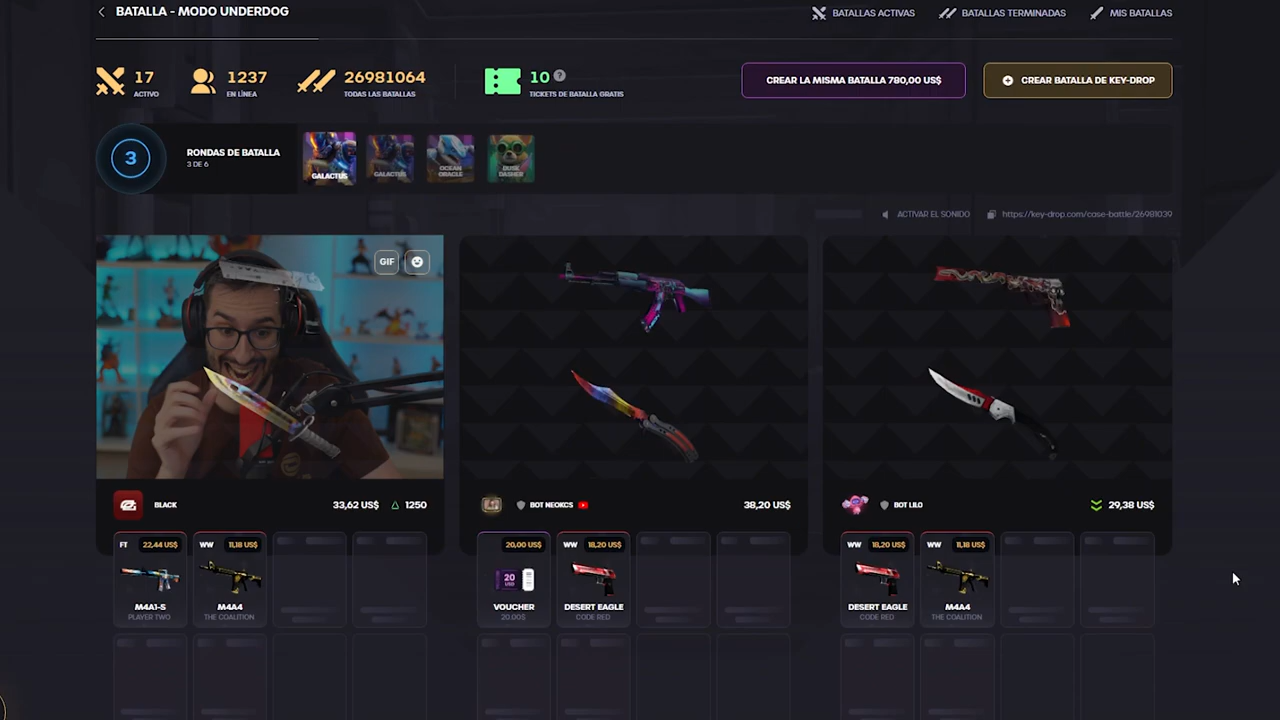 BATALLA - MODO UNDERDOG
BATALLAS ACTIVAS
BATALLAS TERMINADAS
MIS BATALLAS
17
ACTIVO
1237
EN LÍNEA
26981064
TODAS LAS BATALLAS
10 ?
TICKETS DE BATALLA GRATIS
CREAR LA MISMA BATALLA 780,00 US$
CREAR BATALLA DE KEY-DROP
3
RONDAS DE BATALLA
3 DE 6
GALACTUS
GALACTUS
OCEAN
ORACLE
DUSK
DASHER
ACTIVAR EL SONIDO
https://key-drop.com/case-battle/26981039
GIF
BLACK
33,62 US$
1250
BOT NEOKCS
38,20 US$
BOT LILO
29,38 US$
FT 22,44 US$
M4A1-S
PLAYER TWO
WW 11,18 US$
M4A4
THE COALITION
20,00 US$
20
USD
VOUCHER
20.00$
WW 18,20 US$
DESERT EAGLE
CODE RED
WW 18,20 US$
DESERT EAGLE
CODE RED
WW 11,18 US$
M4A4
THE COALITION